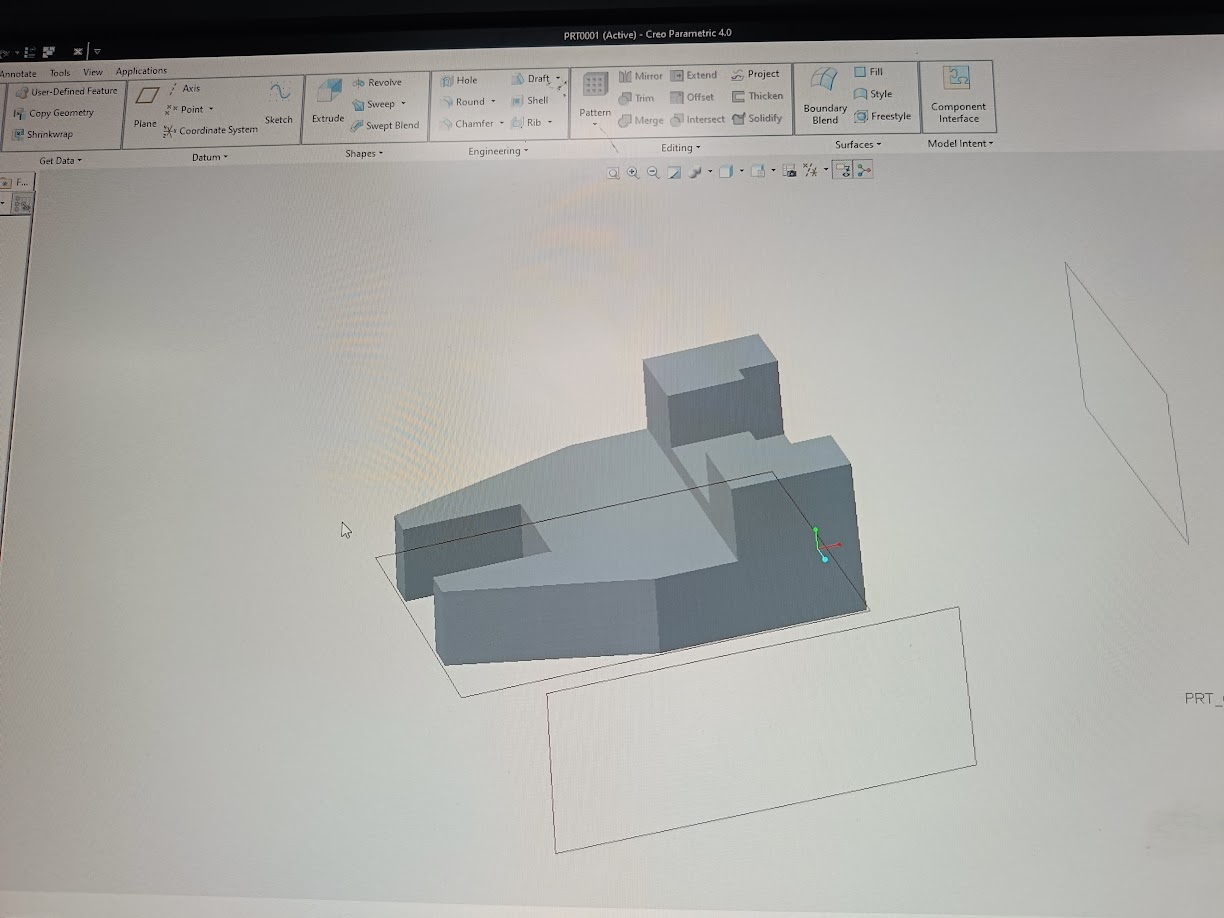 PRT0001 (Active) - Creo Parametric 4.0
Annotate Tools View Applications
User-Defined Feature
Copy Geometry
Shrinkwrap
Get Data
Plane
Axis
Point
Coordinate System
Sketch
Datum
Extrude
Revolve
Sweep
Swept Blend
Shapes
Hole
Round
Chamfer
Draft
Shell
Rib
Engineering
Pattern
Mirror
Trim
Merge
Extend
Offset
Intersect
Project
Thicken
Solidify
Editing
Boundary
Blend
Fill
Style
Freestyle
Surfaces
Component
Interface
Model Intent
F...
PRT_